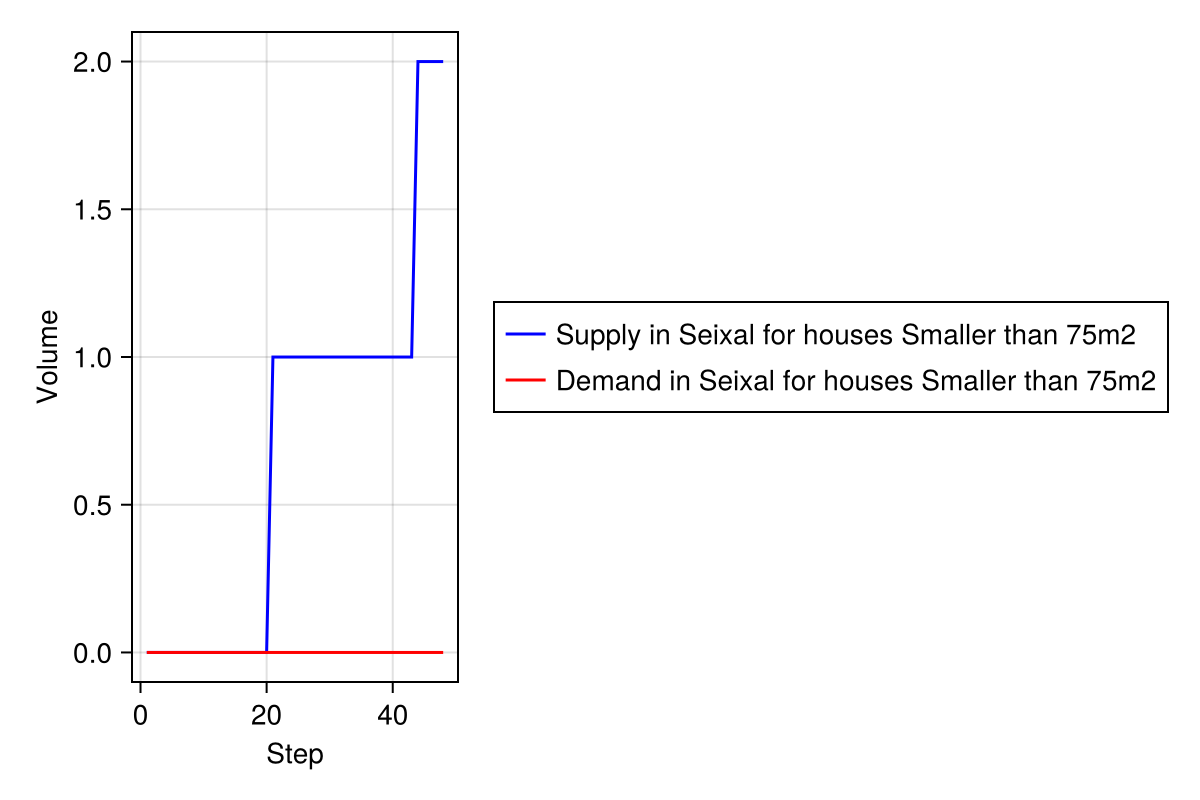 2.0
1.5
1.0
0.5
0.0
Volume
0 20 40
Step
Supply in Seixal for houses Smaller than 75m2
Demand in Seixal for houses Smaller than 75m2